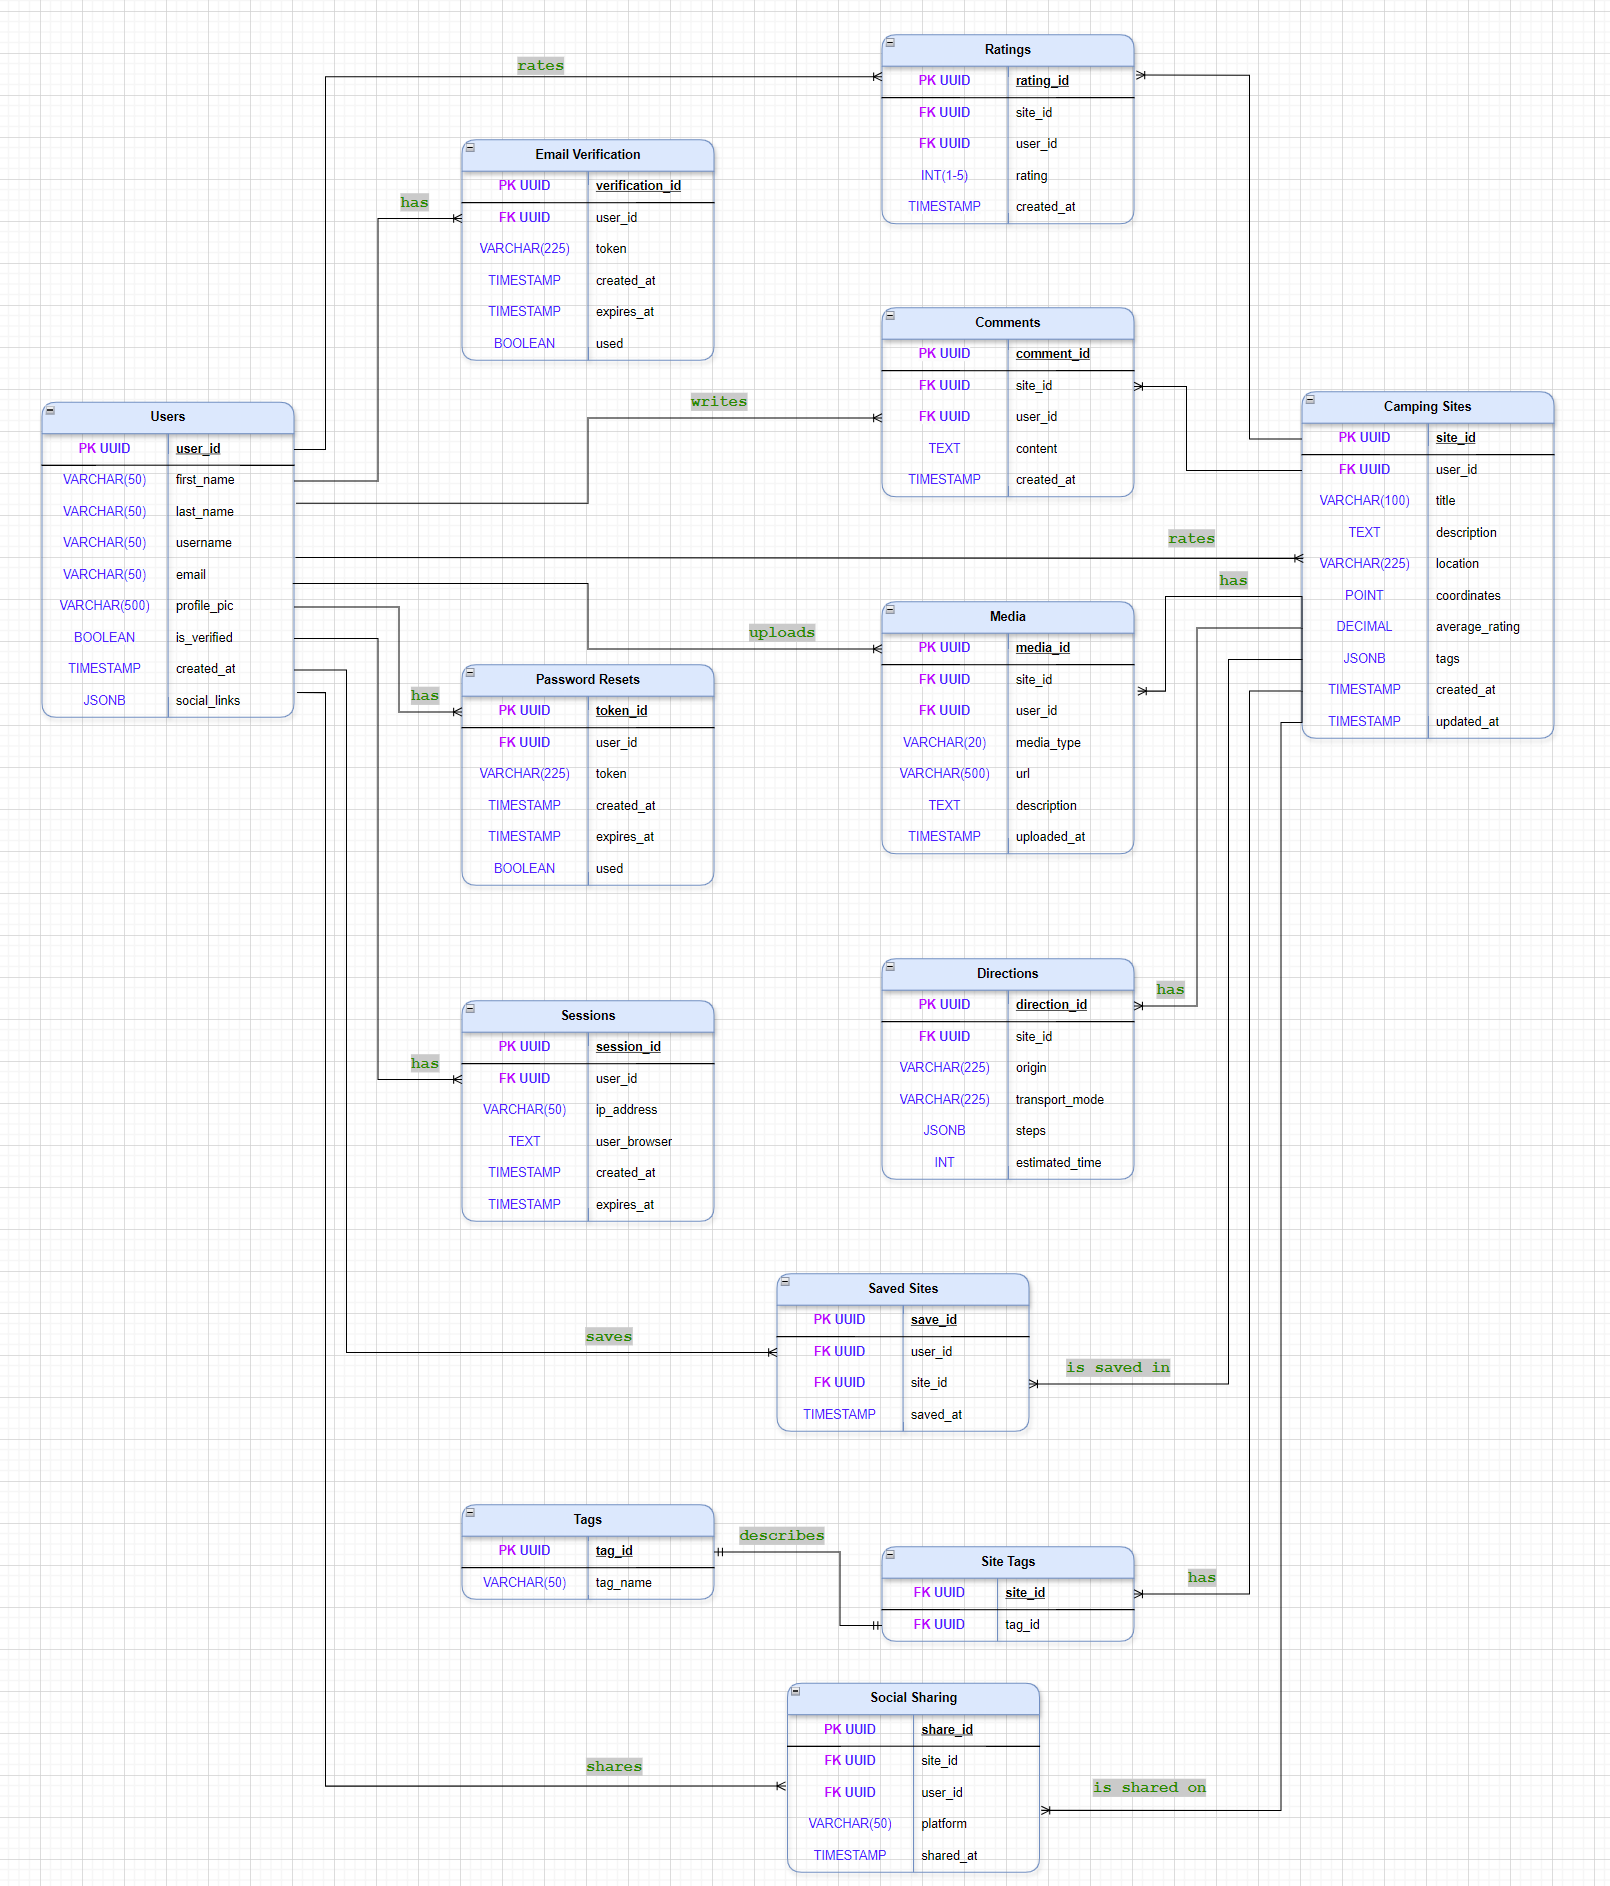 Ratings
PK UUID rating_id
FK UUID site_id
FK UUID user_id
INT(1-5) rating
TIMESTAMP created_at
rates
Email Verification
PK UUID verification_id
FK UUID user_id
VARCHAR(225) token
TIMESTAMP created_at
TIMESTAMP expires_at
BOOLEAN used
has
Comments
PK UUID comment_id
FK UUID site_id
FK UUID user_id
TEXT content
TIMESTAMP created_at
writes
Users
PK UUID user_id
VARCHAR(50) first_name
VARCHAR(50) last_name
VARCHAR(50) username
VARCHAR(50) email
VARCHAR(500) profile_pic
BOOLEAN is_verified
TIMESTAMP created_at
JSONB social_links
Camping Sites
PK UUID site_id
FK UUID user_id
VARCHAR(100) title
TEXT description
VARCHAR(225) location
POINT coordinates
DECIMAL average_rating
JSONB tags
TIMESTAMP created_at
TIMESTAMP updated_at
rates
has
uploads
Media
PK UUID media_id
FK UUID site_id
FK UUID user_id
VARCHAR(20) media_type
VARCHAR(500) url
TEXT description
TIMESTAMP uploaded_at
has
Password Resets
PK UUID token_id
FK UUID user_id
VARCHAR(225) token
TIMESTAMP created_at
TIMESTAMP expires_at
BOOLEAN used
Directions
PK UUID direction_id
FK UUID site_id
VARCHAR(225) origin
VARCHAR(225) transport_mode
JSONB steps
INT estimated_time
has
Sessions
PK UUID session_id
FK UUID user_id
VARCHAR(50) ip_address
TEXT user_browser
TIMESTAMP created_at
TIMESTAMP expires_at
has
Saved Sites
PK UUID save_id
FK UUID user_id
FK UUID site_id
TIMESTAMP saved_at
saves
is saved in
Tags
PK UUID tag_id
VARCHAR(50) tag_name
describes
Site Tags
FK UUID site_id
FK UUID tag_id
has
Social Sharing
PK UUID share_id
FK UUID site_id
FK UUID user_id
VARCHAR(50) platform
TIMESTAMP shared_at
shares
is shared on